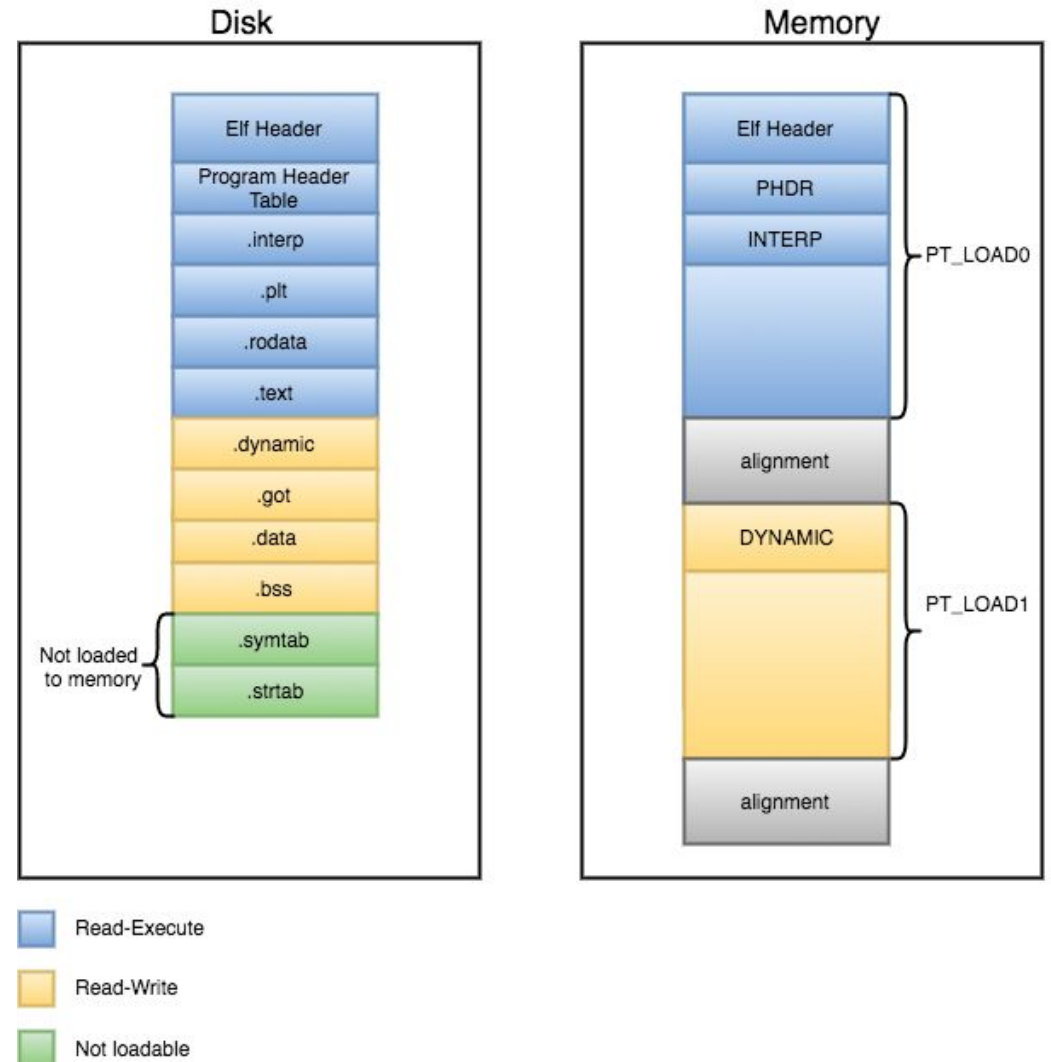 Disk
Elf Header
Program Header
Table
.interp
.plt
.rodata
.text
.dynamic
.got
.data
.bss
.symtab
.strtab
Not loaded
to memory
Memory
Elf Header
PHDR
INTERP
PT_LOAD0
alignment
DYNAMIC
PT_LOAD1
alignment
Read-Execute
Read-Write
Not loadable